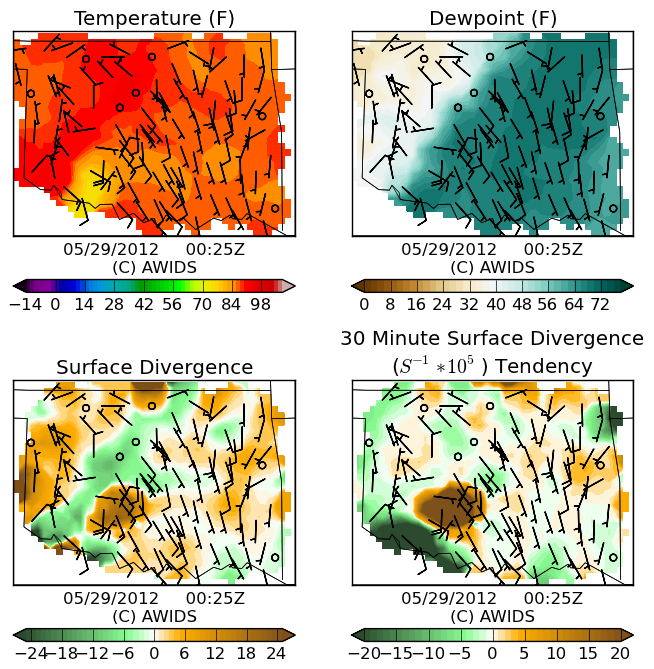 Temperature (F)
Dewpoint (F)
05/29/2012 00:25Z
(C) AWIDS
05/29/2012 00:25Z
(C) AWIDS
−14 0 14 28 42 56 70 84 98
0 8 16 24 32 40 48 56 64 72
30 Minute Surface Divergence
Surface Divergence
(S⁻¹ *10⁵ ) Tendency
05/29/2012 00:25Z
(C) AWIDS
05/29/2012 00:25Z
(C) AWIDS
−24 −18 −12 −6 0 6 12 18 24
−20 −15 −10 −5 0 5 10 15 20